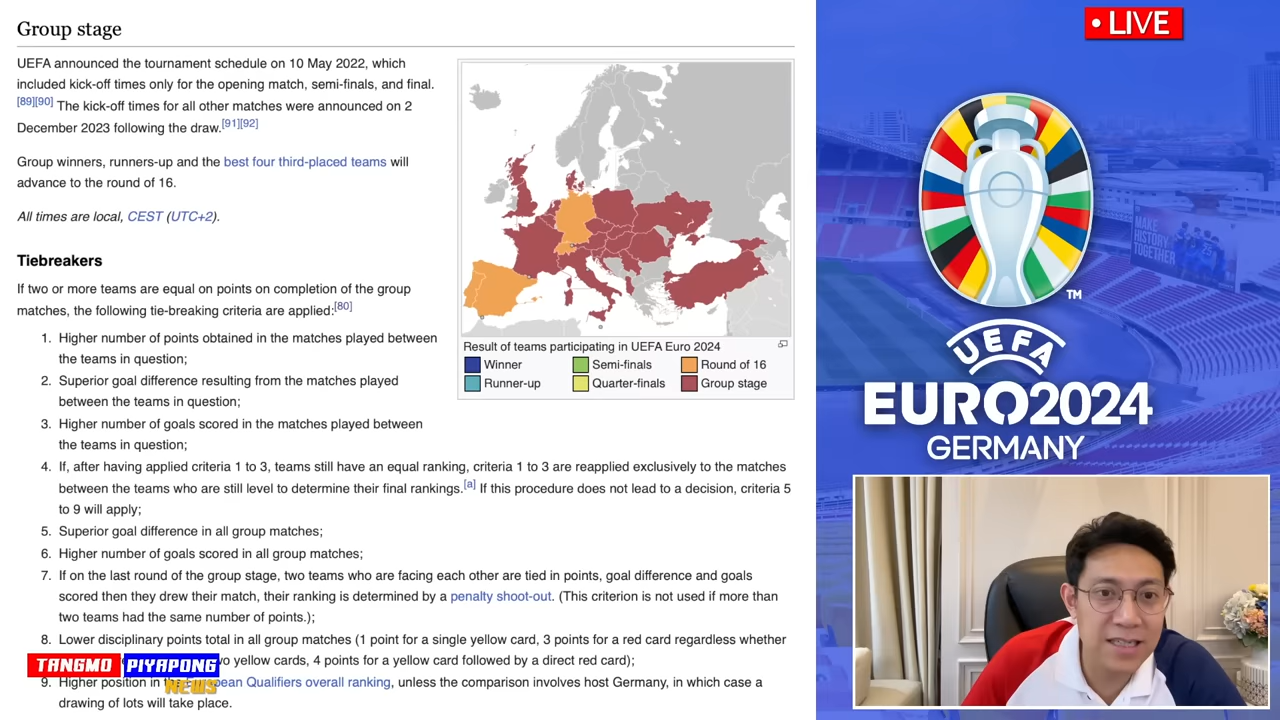 Group stage
UEFA announced the tournament schedule on 10 May 2022, which
included kick-off times only for the opening match, semi-finals, and final.
[89][90] The kick-off times for all other matches were announced on 2
December 2023 following the draw.[91][92]
Group winners, runners-up and the best four third-placed teams will
advance to the round of 16.
All times are local, CEST (UTC+2).
Tiebreakers
If two or more teams are equal on points on completion of the group
matches, the following tie-breaking criteria are applied:[80]
1. Higher number of points obtained in the matches played between
the teams in question;
2. Superior goal difference resulting from the matches played
between the teams in question;
3. Higher number of goals scored in the matches played between
the teams in question;
4. If, after having applied criteria 1 to 3, teams still have an equal ranking, criteria 1 to 3 are reapplied exclusively to the matches
between the teams who are still level to determine their final rankings.[a] If this procedure does not lead to a decision, criteria 5
to 9 will apply;
5. Superior goal difference in all group matches;
6. Higher number of goals scored in all group matches;
7. If on the last round of the group stage, two teams who are facing each other are tied in points, goal difference and goals
scored then they drew their match, their ranking is determined by a penalty shoot-out. (This criterion is not used if more than
two teams had the same number of points.);
8. Lower disciplinary points total in all group matches (1 point for a single yellow card, 3 points for a red card regardless whether
yellow cards, 4 points for a yellow card followed by a direct red card);
9. Higher position in the European Qualifiers overall ranking, unless the comparison involves host Germany, in which case a
drawing of lots will take place.
Result of teams participating in UEFA Euro 2024
Winner
Semi-finals
Round of 16
Runner-up
Quarter-finals
Group stage
TANGMO PIYAPONG
NEWS
• LIVE
MAKE
HISTORY
TOGETHER
TM
UEFA
EURO2024
GERMANY